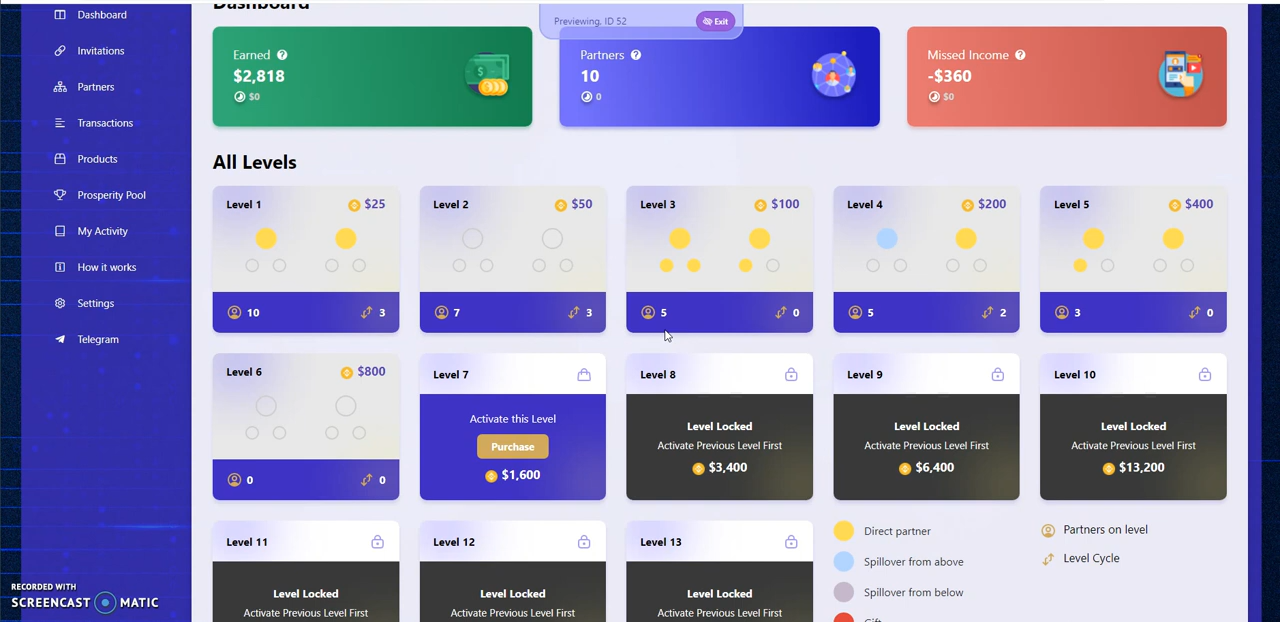 Dashboard
Previewing, ID 52
Exit
Dashboard
Invitations
Partners
Transactions
Products
Prosperity Pool
My Activity
How it works
Settings
Telegram
Earned ?
$2,818
$0
Partners ?
10
0
Missed Income ?
-$360
$0
All Levels
Level 1 $25
10 3
Level 2 $50
7 3
Level 3 $100
5 0
Level 4 $200
5 2
Level 5 $400
3 0
Level 6 $800
0 0
Level 7
Activate this Level
Purchase
$1,600
Level 8
Level Locked
Activate Previous Level First
$3,400
Level 9
Level Locked
Activate Previous Level First
$6,400
Level 10
Level Locked
Activate Previous Level First
$13,200
Level 11
Level Locked
Activate Previous Level First
Level 12
Level Locked
Activate Previous Level First
Level 13
Level Locked
Activate Previous Level First
Direct partner
Spillover from above
Spillover from below
Gift
Partners on level
Level Cycle
RECORDED WITH
SCREENCAST MATIC